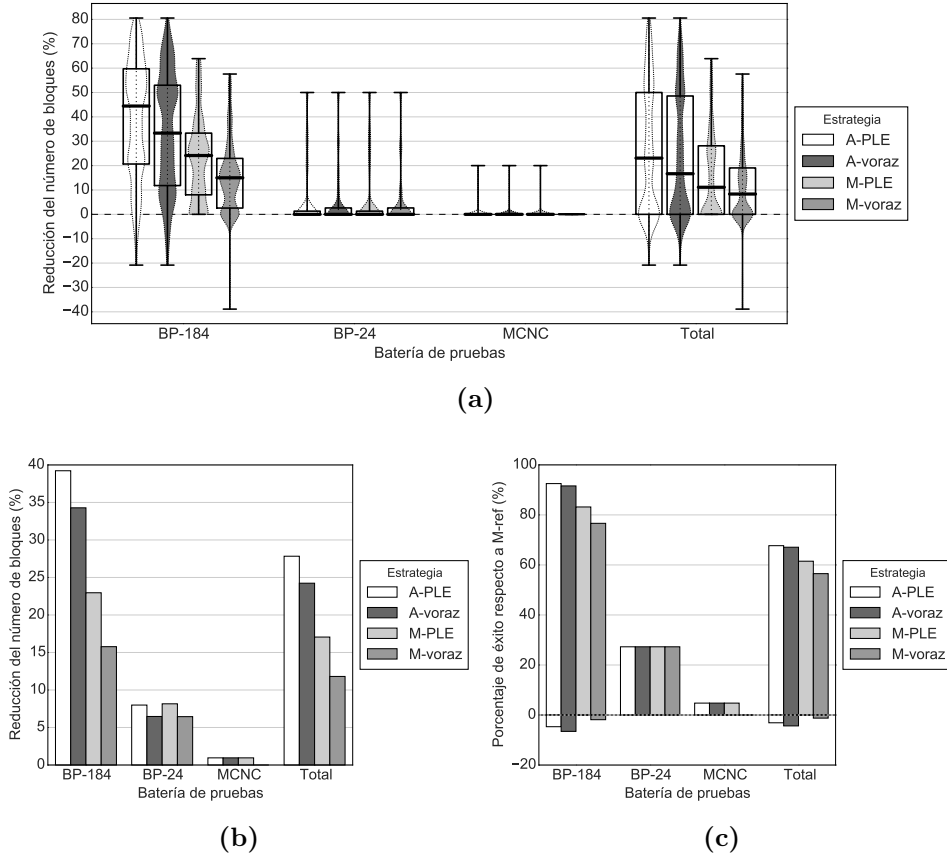 80
70
60
50
40
30
20
10
0
−10
−20
−30
−40
Reducción del número de bloques (%)
BP-184 BP-24 MCNC Total
Batería de pruebas
Estrategia
A-PLE
A-voraz
M-PLE
M-voraz
(a)
40
35
30
25
20
15
10
5
0
Reducción del número de bloques (%)
BP-184 BP-24 MCNC Total
Batería de pruebas
Estrategia
A-PLE
A-voraz
M-PLE
M-voraz
(b)
100
80
60
40
20
0
−20
Porcentaje de éxito respecto a M-ref (%)
BP-184 BP-24 MCNC Total
Batería de pruebas
Estrategia
A-PLE
A-voraz
M-PLE
M-voraz
(c)